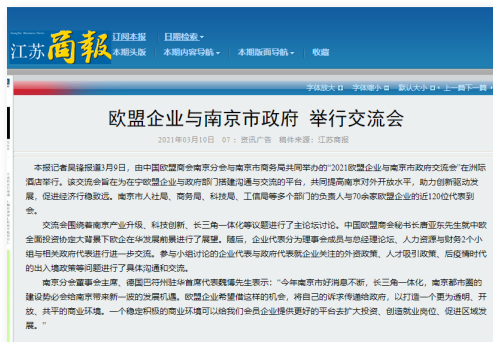 江苏商報
订阅本报 日期检索
本期头版 本期内容导航 本期版面导航 收藏
字体放大 字体缩小 默认大小 上一篇下一篇
欧盟企业与南京市政府 举行交流会
2021年03月10日 07 ：资讯广告 稿件来源：江苏商报
本报记者吴锋报道3月9日，由中国欧盟商会南京分会与南京市商务局共同举办的“2021欧盟企业与南京市政府交流会”在洲际
酒店举行。该交流会旨在为在宁欧盟企业与政府部门搭建沟通与交流的平台，共同提高南京对外开放水平，助力创新驱动发
展，促进经济行稳致远。南京市人社局、商务局、科技局、工信局等多个部门的负责人与70余家欧盟企业的近120位代表到
会。
交流会围绕着南京产业升级、科技创新、长三角一体化等议题进行了主论坛讨论。中国欧盟商会秘书长唐亚东先生就中欧
全面投资协定大背景下欧企在华发展前景进行了展望。随后，企业代表分为理事会成员与总经理论坛、人力资源与财务2个小
组与相关政府代表进行进一步交流。参与小组讨论的企业代表与政府代表就企业关注的外资政策、人才吸引政策、后疫情时代
的出入境政策等问题进行了具体沟通和交流。
南京分会董事会主席、德国巴符州驻华首席代表魏博先生表示：“今年南京好消息不断，长三角一体化，南京都市圈的
建设势必会给南京带来新一波的发展机遇。欧盟企业希望借这样的机会，将自己的诉求传递给政府，以打造一个更为透明、开
放、共平的商业环境。一个稳定积极的商业环境可以给我们会员企业提供更好的平台去扩大投资、创造就业岗位、促进区域发
展。”